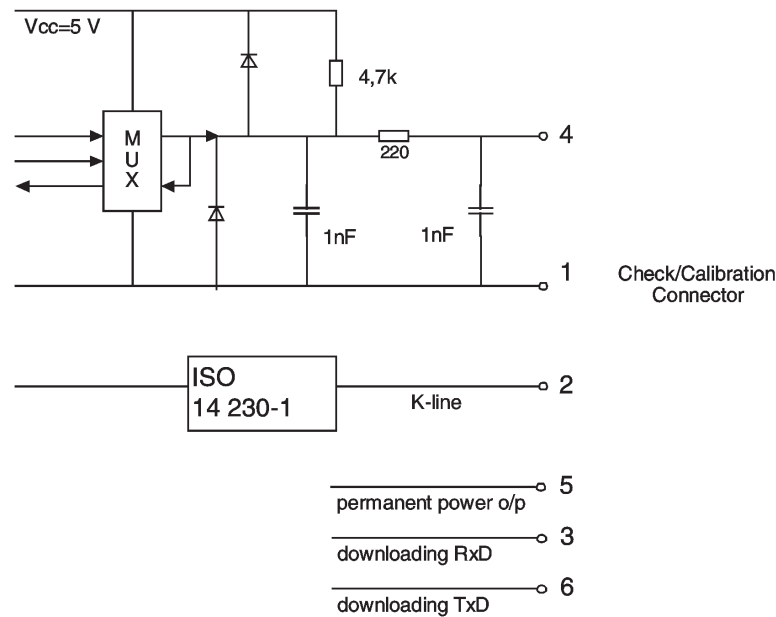 Vcc=5 V
4,7k
M
U
X
4
220
1nF
1nF
1
Check/Calibration
Connector
ISO
14 230-1
K-line
2
5
permanent power o/p
3
downloading RxD
6
downloading TxD